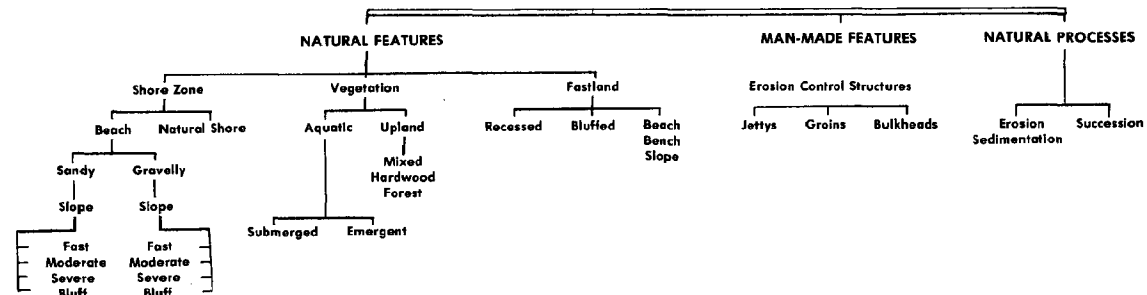 NATURAL FEATURES MAN-MADE FEATURES NATURAL PROCESSES
Shore Zone Vegetation Fastland Erosion Control Structures
Beach Natural Shore Aquatic Upland Recessed Bluffed Beach Jettys Groins Bulkheads Erosion Succession
Bench Sedimentation
Slope
Mixed
Hardwood
Forest
Sandy Gravelly
Slope Slope
Submerged Emergent
Fast Fast
Moderate Moderate
Severe Severe
Bluff Bluff